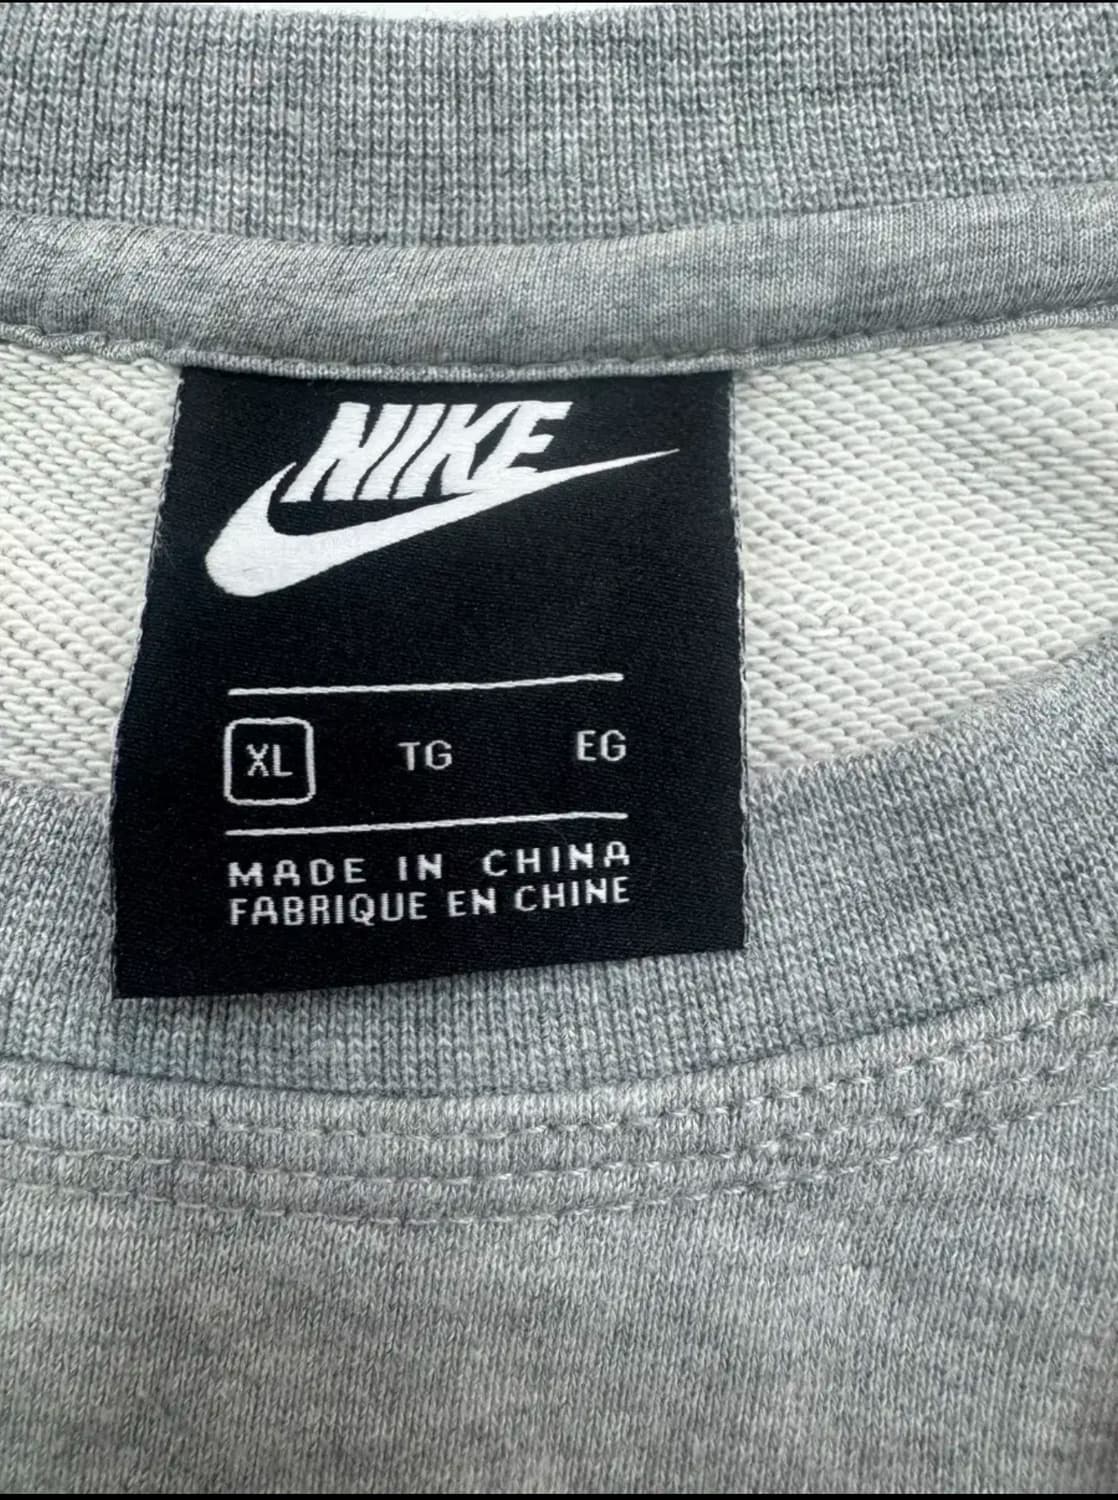 NIKE
XL TG EG
MADE IN CHINA
FABRIQUE EN CHINE